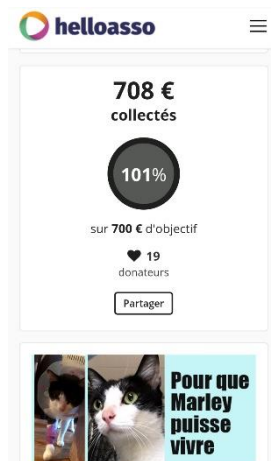 helloasso
708 €
collectés
101%
sur 700 € d'objectif
19
donateurs
Partager
Pour que
Marley
puisse
vivre